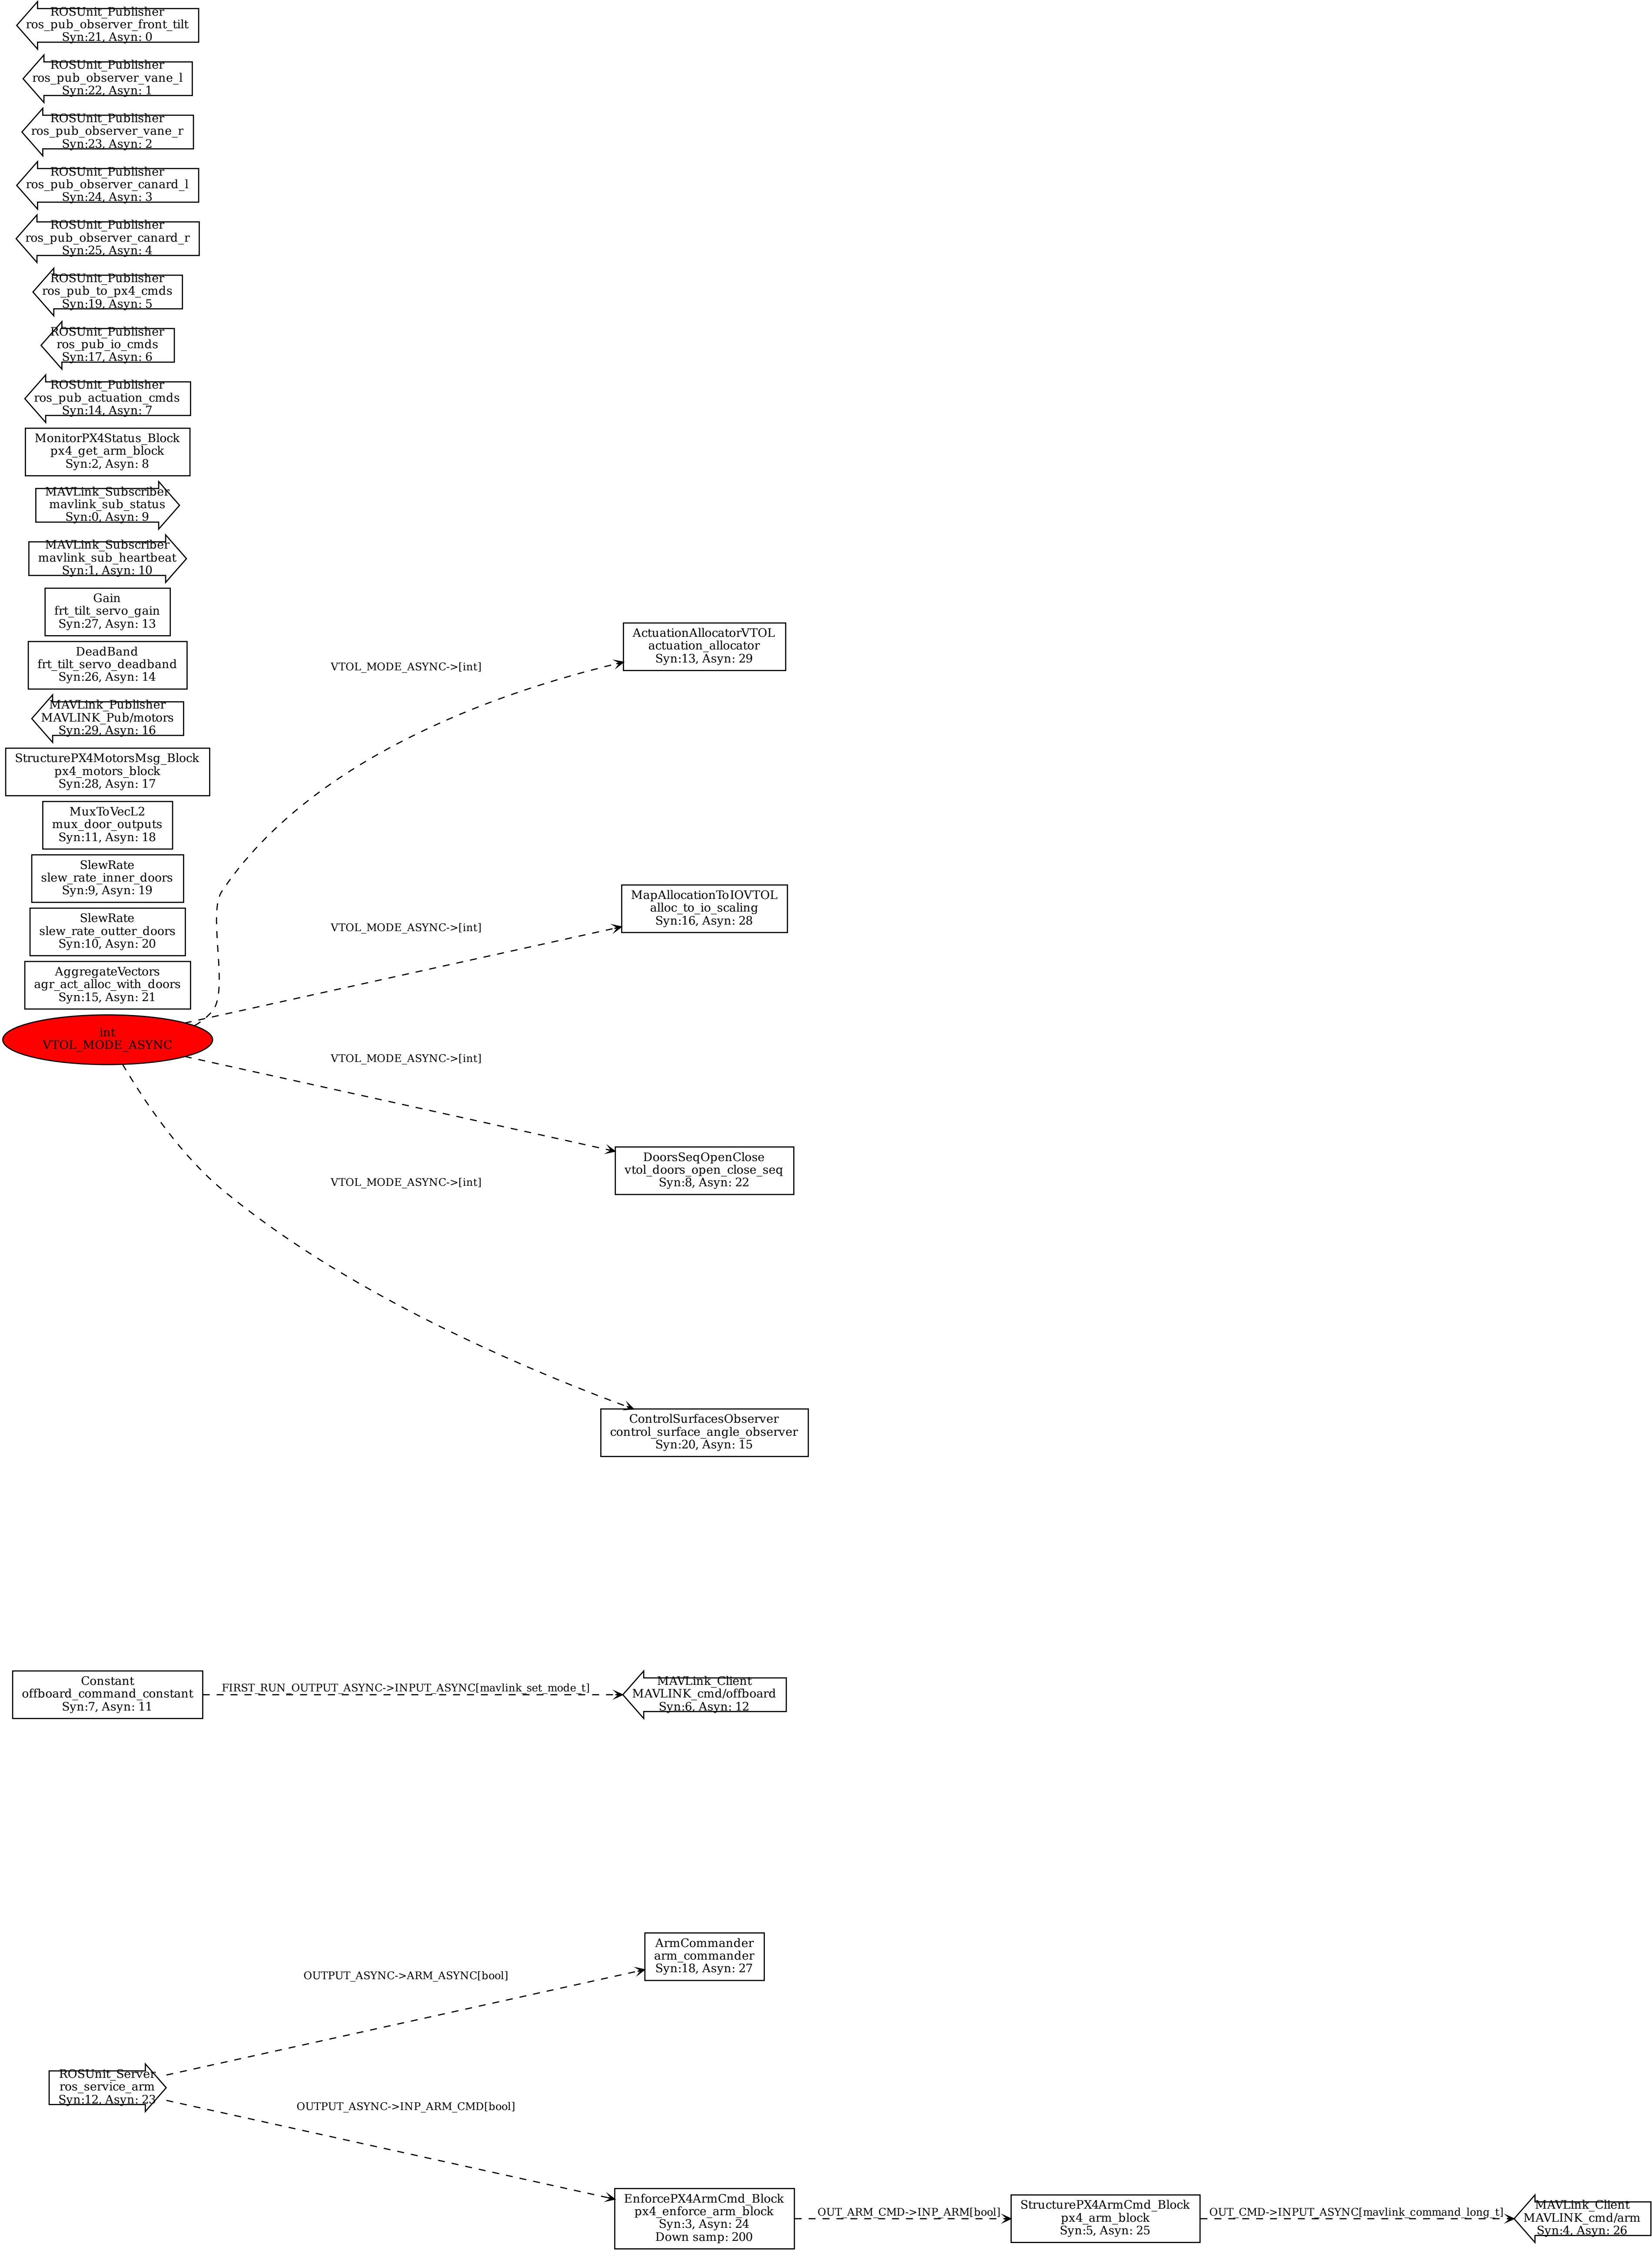 ROSUnit_Publisher
ros_pub_observer_front_tilt
Syn:21, Asyn: 0
ROSUnit_Publisher
ros_pub_observer_vane_l
Syn:22, Asyn: 1
ROSUnit_Publisher
ros_pub_observer_vane_r
Syn:23, Asyn: 2
ROSUnit_Publisher
ros_pub_observer_canard_l
Syn:24, Asyn: 3
ROSUnit_Publisher
ros_pub_observer_canard_r
Syn:25, Asyn: 4
ROSUnit_Publisher
ros_pub_to_px4_cmds
Syn:19, Asyn: 5
ROSUnit_Publisher
ros_pub_io_cmds
Syn:17, Asyn: 6
ROSUnit_Publisher
ros_pub_actuation_cmds
Syn:14, Asyn: 7
MonitorPX4Status_Block
px4_get_arm_block
Syn:2, Asyn: 8
MAVLink_Subscriber
mavlink_sub_status
Syn:0, Asyn: 9
MAVLink_Subscriber
mavlink_sub_heartbeat
Syn:1, Asyn: 10
Gain
frt_tilt_servo_gain
Syn:27, Asyn: 13
DeadBand
frt_tilt_servo_deadband
Syn:26, Asyn: 14
MAVLink_Publisher
MAVLINK_Pub/motors
Syn:29, Asyn: 16
StructurePX4MotorsMsg_Block
px4_motors_block
Syn:28, Asyn: 17
MuxToVecL2
mux_door_outputs
Syn:11, Asyn: 18
SlewRate
slew_rate_inner_doors
Syn:9, Asyn: 19
SlewRate
slew_rate_outter_doors
Syn:10, Asyn: 20
AggregateVectors
agr_act_alloc_with_doors
Syn:15, Asyn: 21
int
VTOL_MODE_ASYNC
VTOL_MODE_ASYNC->[int]
ActuationAllocatorVTOL
actuation_allocator
Syn:13, Asyn: 29
VTOL_MODE_ASYNC->[int]
MapAllocationToIOVTOL
alloc_to_io_scaling
Syn:16, Asyn: 28
VTOL_MODE_ASYNC->[int]
DoorsSeqOpenClose
vtol_doors_open_close_seq
Syn:8, Asyn: 22
VTOL_MODE_ASYNC->[int]
ControlSurfacesObserver
control_surface_angle_observer
Syn:20, Asyn: 15
Constant
offboard_command_constant
Syn:7, Asyn: 11
FIRST_RUN_OUTPUT_ASYNC->INPUT_ASYNC[mavlink_set_mode_t]
MAVLink_Client
MAVLINK_cmd/offboard
Syn:6, Asyn: 12
ROSUnit_Server
ros_service_arm
Syn:12, Asyn: 23
OUTPUT_ASYNC->ARM_ASYNC[bool]
ArmCommander
arm_commander
Syn:18, Asyn: 27
OUTPUT_ASYNC->INP_ARM_CMD[bool]
EnforcePX4ArmCmd_Block
px4_enforce_arm_block
Syn:3, Asyn: 24
Down samp: 200
OUT_ARM_CMD->INP_ARM[bool]
StructurePX4ArmCmd_Block
px4_arm_block
Syn:5, Asyn: 25
OUT_CMD->INPUT_ASYNC[mavlink_command_long_t]
MAVLink_Client
MAVLINK_cmd/arm
Syn:4, Asyn: 26